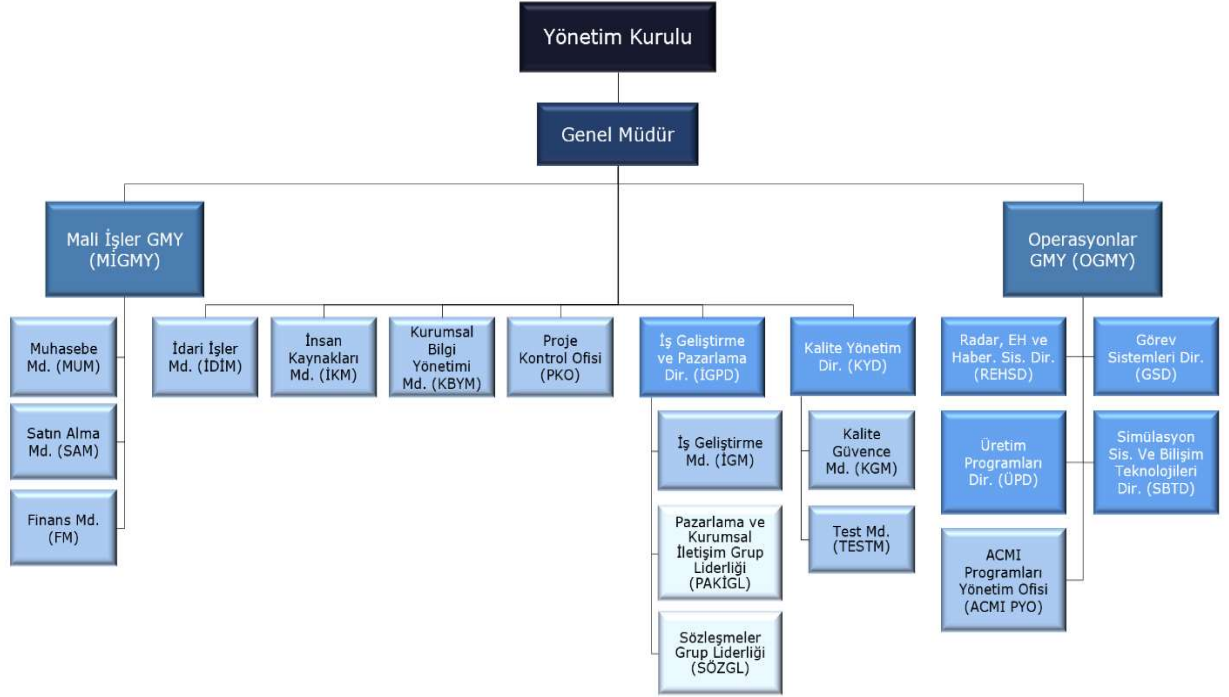 Yönetim Kurulu
Genel Müdür
Mali İşler GMY
(MİGMY)
Operasyonlar
GMY (OGMY)
Muhasebe
Md. (MUM)
İdari İşler
Md. (İDİM)
İnsan
Kaynakları
Md. (İKM)
Kurumsal
Bilgi
Yönetimi
Md. (KBYM)
Proje
Kontrol Ofisi
(PKO)
İş Geliştirme
ve Pazarlama
Dir. (İGPD)
Kalite Yönetim
Dir. (KYD)
Radar, EH ve
Haber. Sis. Dir.
(REHSD)
Görev
Sistemleri Dir.
(GSD)
Satın Alma
Md. (SAM)
İş Geliştirme
Md. (İGM)
Kalite
Güvence
Md. (KGM)
Üretim
Programları
Dir. (ÜPD)
Simülasyon
Sis. Ve Bilişim
Teknolojileri
Dir. (SBTD)
Finans Md.
(FM)
Pazarlama ve
Kurumsal
İletişim Grup
Liderliği
(PAKİGL)
Test Md.
(TESTM)
ACMI
Programları
Yönetim Ofisi
(ACMI PYO)
Sözleşmeler
Grup Liderliği
(SÖZGL)